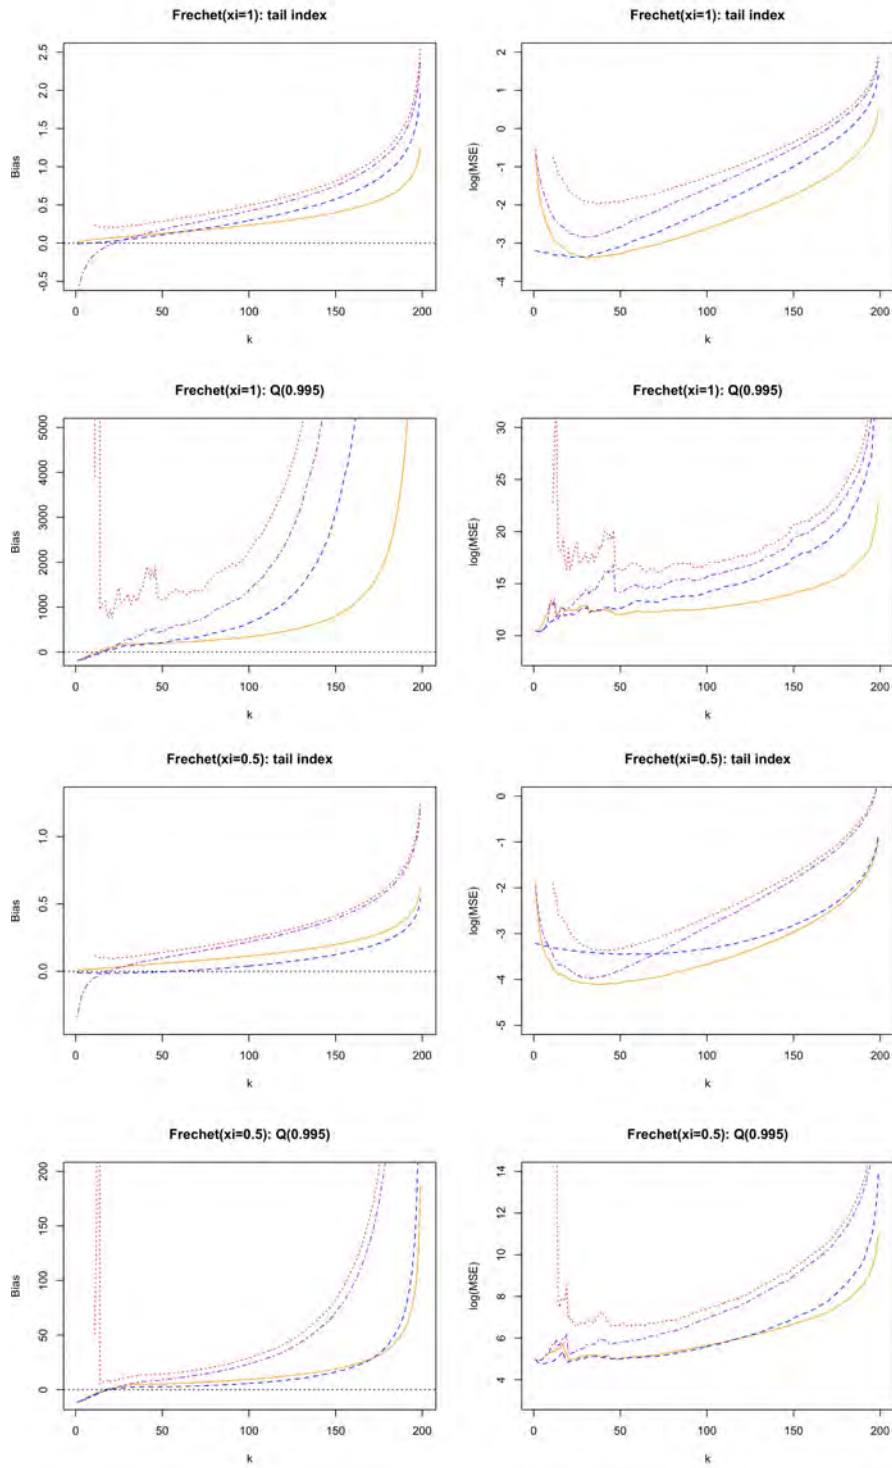 Frechet(xi=1): tail index
Frechet(xi=1): tail index
Bias
2.5
2.0
1.5
1.0
0.5
0.0
-0.5
0 50 100 150 200
k
log(MSE)
2
1
0
-1
-2
-3
-4
0 50 100 150 200
k
Frechet(xi=1): Q(0.995)
Frechet(xi=1): Q(0.995)
Bias
5000
4000
3000
2000
1000
0
0 50 100 150 200
k
log(MSE)
30
25
20
15
10
0 50 100 150 200
k
Frechet(xi=0.5): tail index
Frechet(xi=0.5): tail index
Bias
1.0
0.5
0.0
0 50 100 150 200
k
log(MSE)
0
-1
-2
-3
-4
-5
0 50 100 150 200
k
Frechet(xi=0.5): Q(0.995)
Frechet(xi=0.5): Q(0.995)
Bias
200
150
100
50
0
0 50 100 150 200
k
log(MSE)
14
12
10
8
6
4
0 50 100 150 200
k